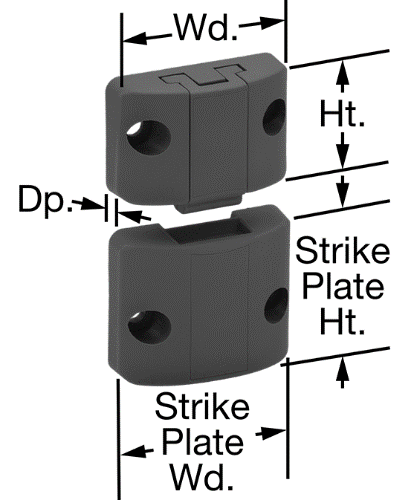 Wd.
Ht.
Dp.
Strike
Plate
Ht.
Strike
Plate
Wd.